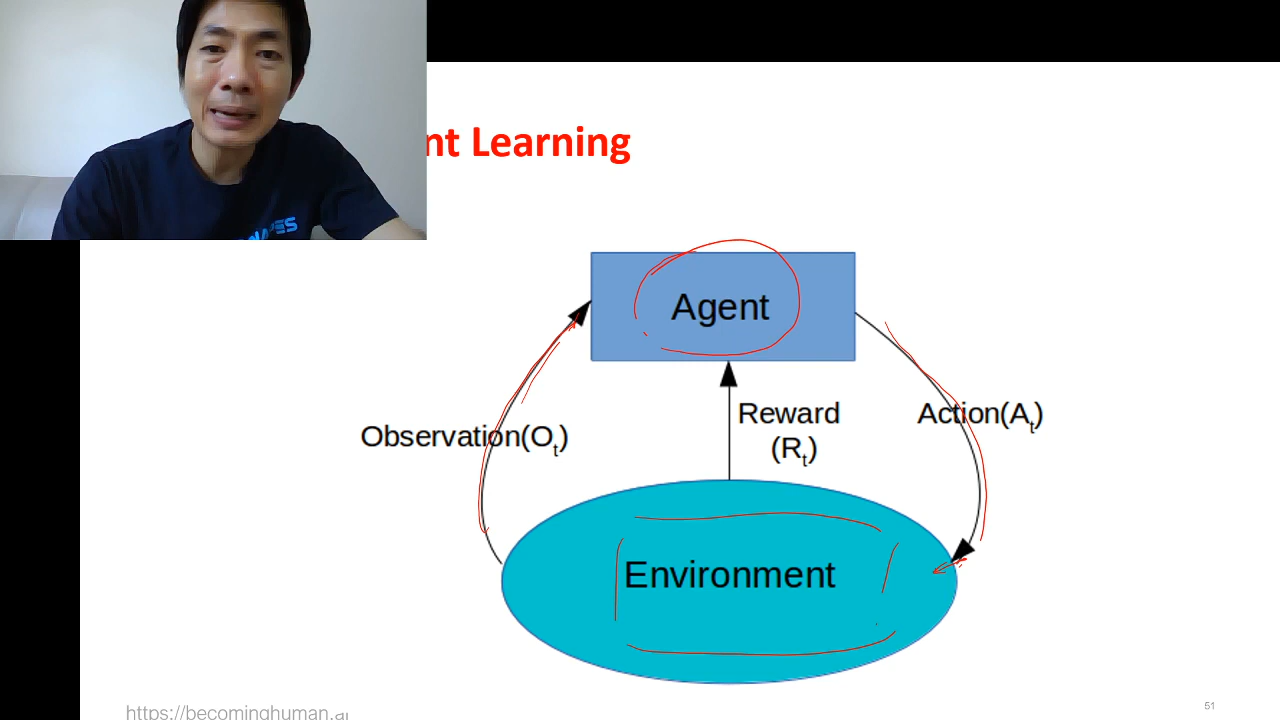 nt Learning
Agent
Observation(Oₜ)
Reward
(Rₜ)
Action(Aₜ)
Environment
https://becominghuman.ai
51